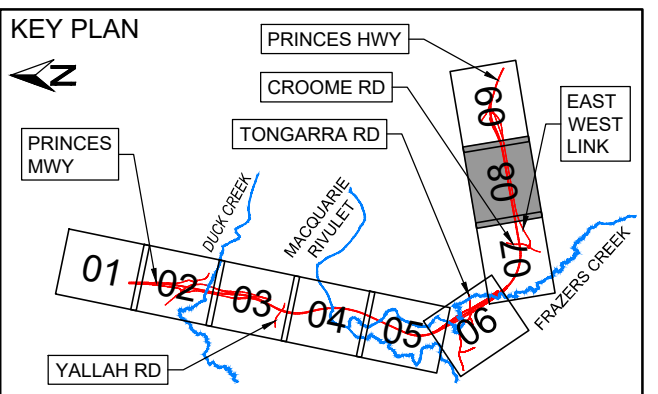 KEY PLAN
N
PRINCES HWY
CROOME RD
TONGARRA RD
EAST
WEST
LINK
PRINCES
MWY
DUCK CREEK
MACQUARIE
RIVULET
FRAZERS CREEK
YALLAH RD
01
02
03
04
05
06
07
08
09